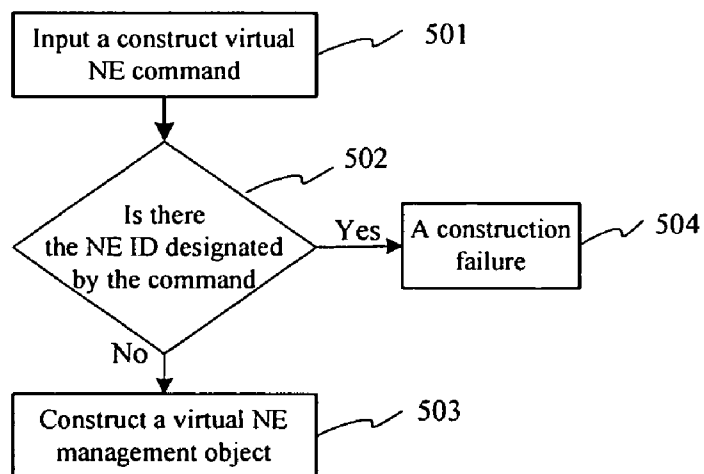 Input a construct virtual
NE command
501
502
Is there
the NE ID designated
by the command
Yes
A construction
failure
504
No
Construct a virtual NE
management object
503